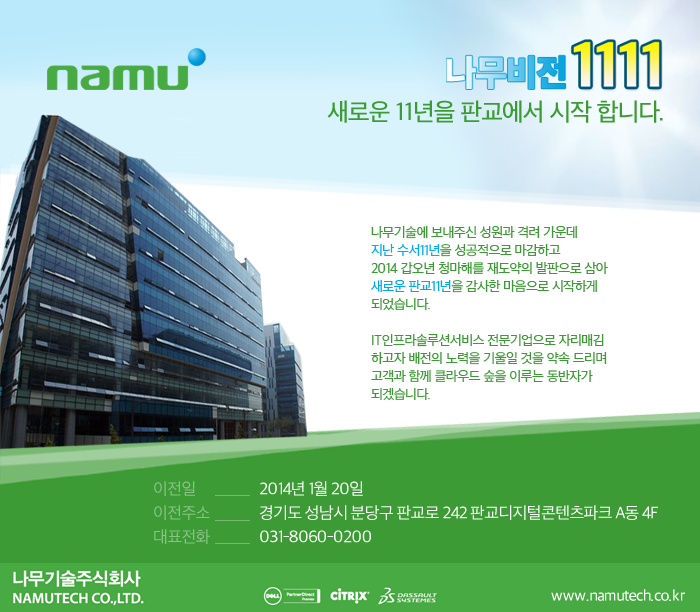 namu
나무비전 1111
새로운 11년을 판교에서 시작 합니다.
나무기술에 보내주신 성원과 격려 가운데
지난 수서11년을 성공적으로 마감하고
2014 갑오년 청마해를 재도약의 발판으로 삼아
새로운 판교11년을 감사한 마음으로 시작하게
되었습니다.
IT인프라솔루션서비스 전문기업으로 자리매김
하고자 배전의 노력을 기울일 것을 약속 드리며
고객과 함께 클라우드 숲을 이루는 동반자가
되겠습니다.
이전일 ____ 2014년 1월 20일
이전주소 ____ 경기도 성남시 분당구 판교로 242 판교디지털콘텐츠파크 A동 4F
대표전화 ____ 031-8060-0200
나무기술주식회사
NAMUTECH CO.,LTD.
DELL PartnerDirect Premier CITRIX DASSAULT SYSTEMES
www.namutech.co.kr